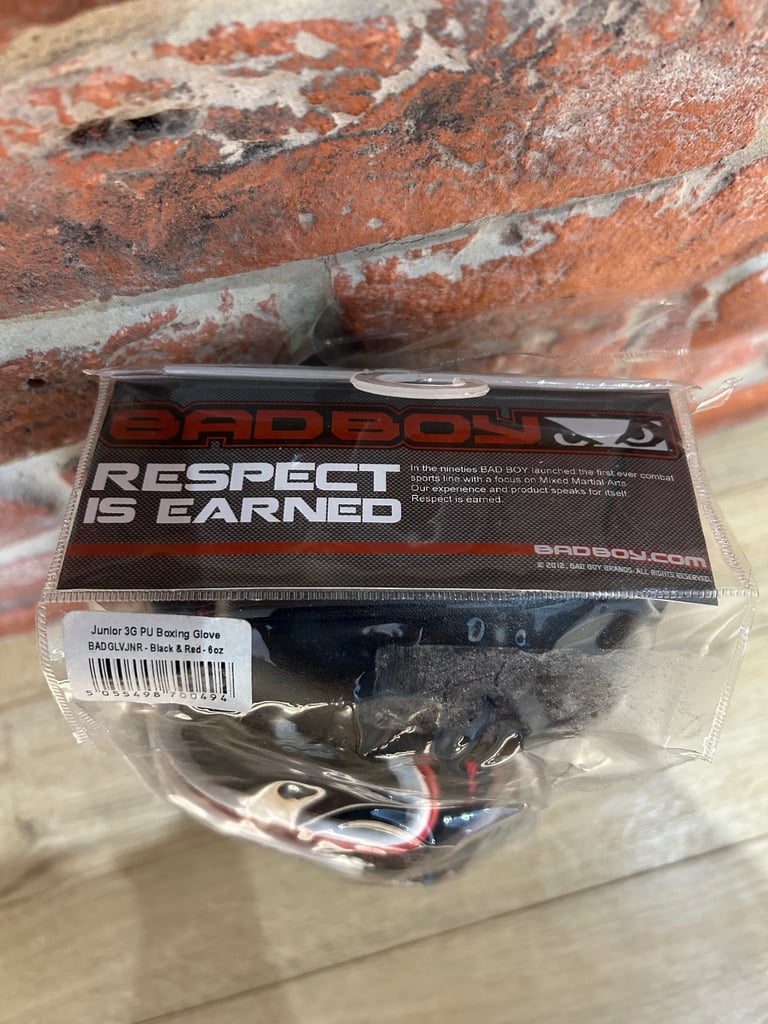 BAD BOY
RESPECT
IS EARNED
In the nineties BAD BOY launched the first ever combat
sports line with a focus on Mixed Martial Arts
Our experience and product speaks for itself
Respect is earned.
BADBOY.COM
© 2012, BAD BOY BRANDS. ALL RIGHTS RESERVED
Junior 3G PU Boxing Glove
BADGLVJNR - Black & Red - 6oz
5 055498 700494